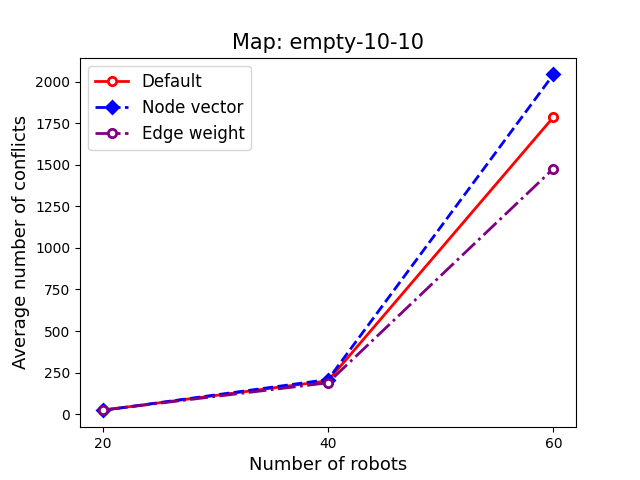 Map: empty-10-10
Default
Node vector
Edge weight
Average number of conflicts
2000
1750
1500
1250
1000
750
500
250
0
20 40 60
Number of robots